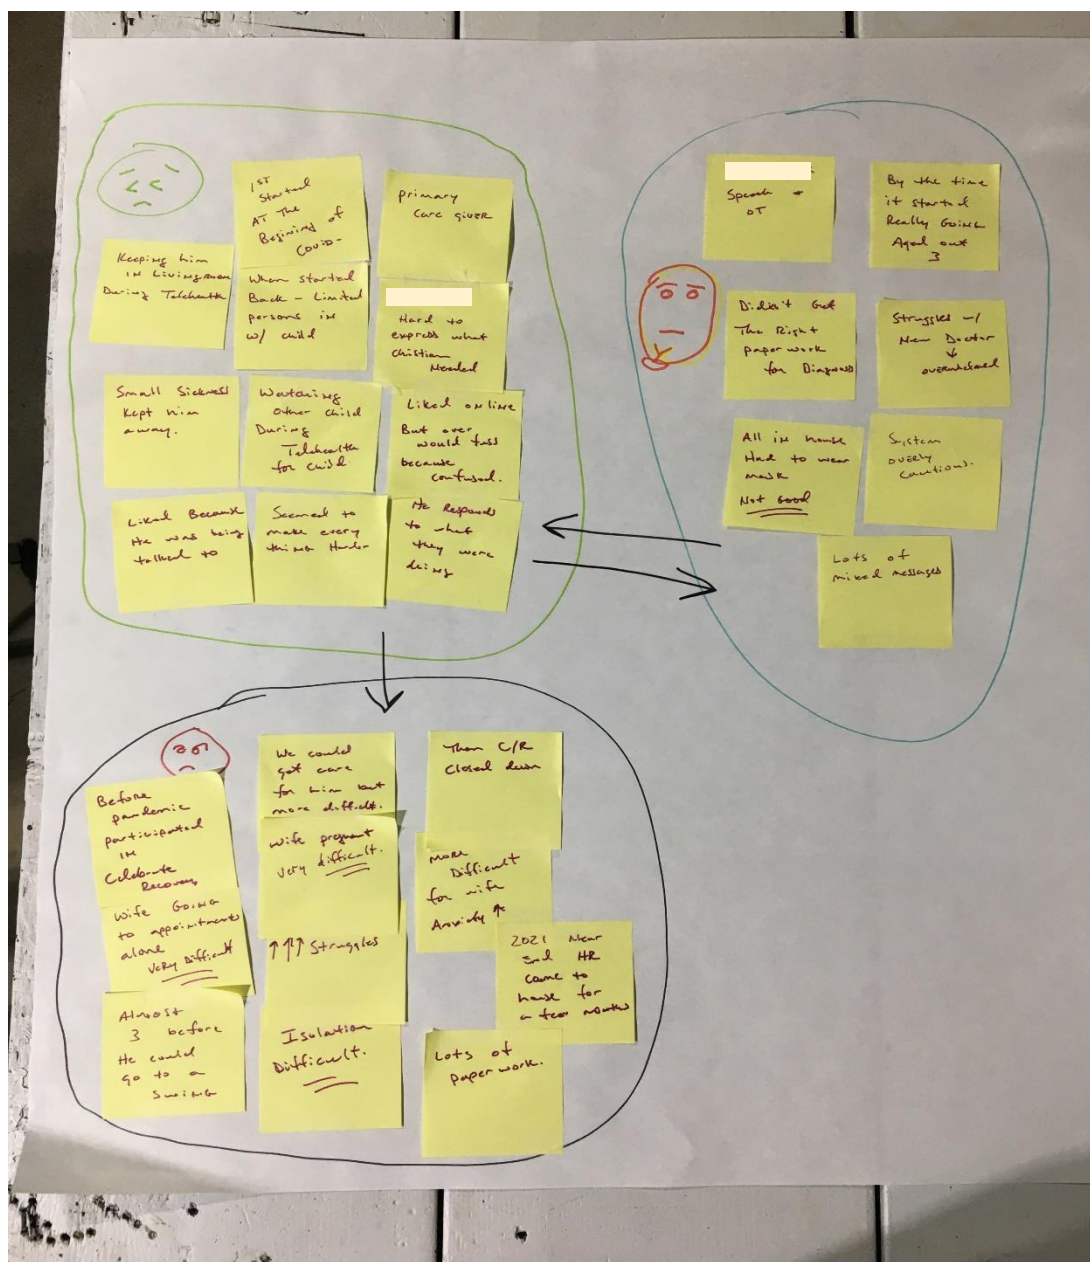 1ST
Started
AT The
Begining of
Covid-
primary
Care giver
Keeping him
IN Livingroom
During Telehealth
When started
Back - Limited
persons in
w/ child
Hard to
express what
Chistian
Needed
Small Sickness
Kept him
away.
Watching
other child
During
Telehealth
for child
Liked online
But over
would fuss
because
confused.
Liked Because
He was being
talked to
Seemed to
make every
thing Harder
He Responds
to what
they were
doing
Speech +
OT
By the time
it started
Really Going
Aged out
3
Didn't Get
The Right
paperwork
for Diagnosis
Struggles w/
New Doctor
↓
overwhelmed
All in house
Had to wear
mask
Not Good
System
overly
cautious.
Lots of
mixed messages
Before
pandemic
participated
IN
Celebrate
Recovery
We could
get care
for him but
more difficult.
Then C/R
Closed down
Wife pregnant
very difficult.
More
Difficult
for wife
Anxiety ↑
Wife Going
to appointments
alone
Very Difficult
↑↑↑ Struggles
2021 Near
End HR
came to
house for
a few months
Almost
3 before
He could
go to a
Swing
Isolation
Difficult.
Lots of
paperwork.